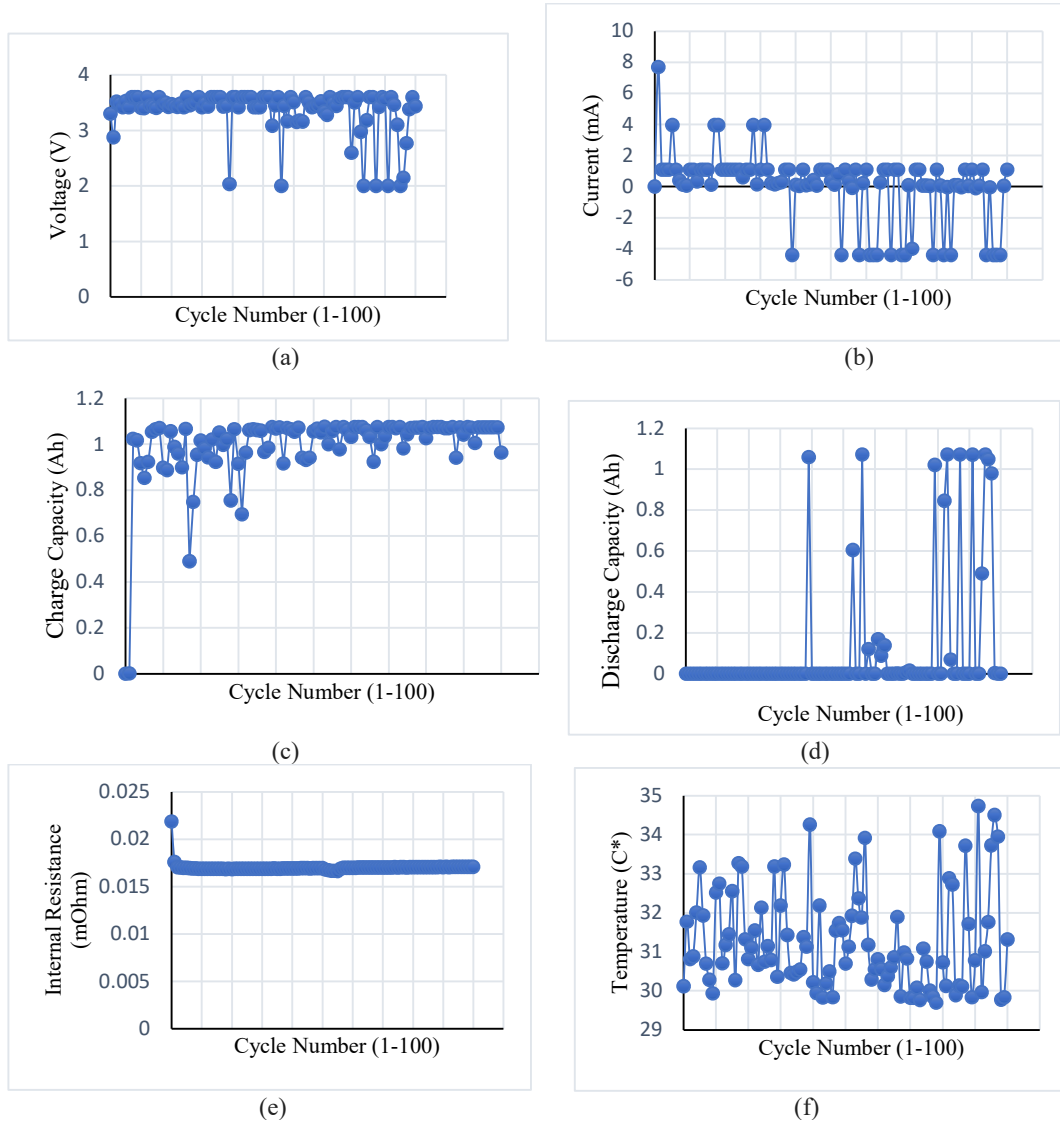 4
3
2
1
0
Voltage (V)
Cycle Number (1-100)
(a)
10
8
6
4
2
0
-2
-4
-6
Current (mA)
Cycle Number (1-100)
(b)
1.2
1
0.8
0.6
0.4
0.2
0
Charge Capacity (Ah)
Cycle Number (1-100)
(c)
1.2
1
0.8
0.6
0.4
0.2
0
Discharge Capacity (Ah)
Cycle Number (1-100)
(d)
0.025
0.02
0.015
0.01
0.005
0
Internal Resistance
(mOhm)
Cycle Number (1-100)
(e)
35
34
33
32
31
30
29
Temperature (C*)
Cycle Number (1-100)
(f)